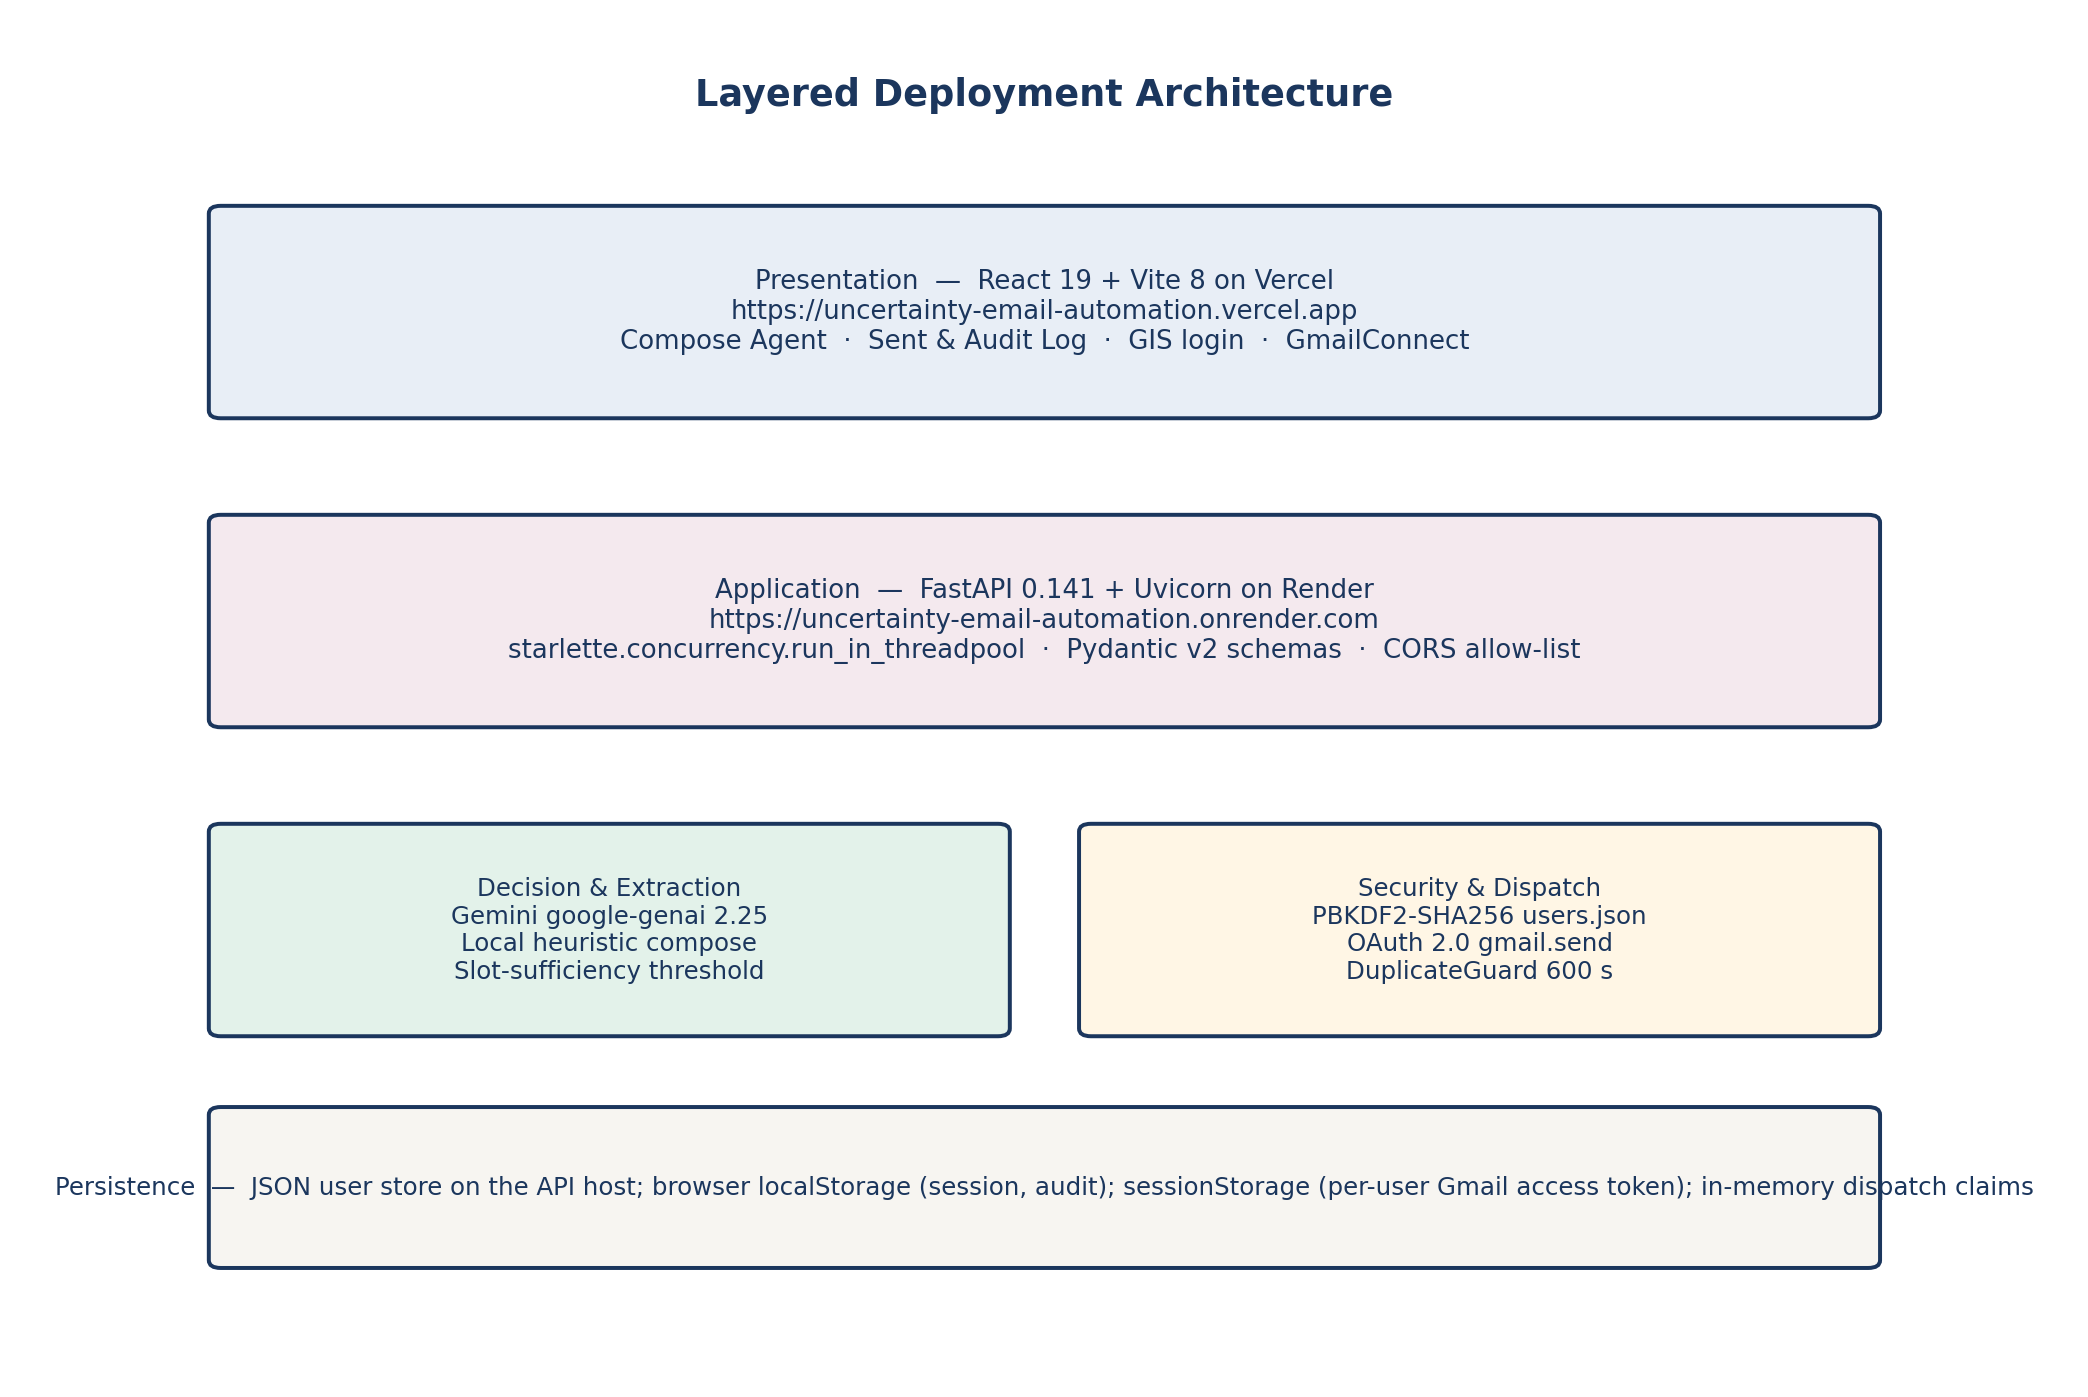 Layered Deployment Architecture
Presentation — React 19 + Vite 8 on Vercel
https://uncertainty-email-automation.vercel.app
Compose Agent · Sent & Audit Log · GIS login · GmailConnect
Application — FastAPI 0.141 + Uvicorn on Render
https://uncertainty-email-automation.onrender.com
starlette.concurrency.run_in_threadpool · Pydantic v2 schemas · CORS allow-list
Decision & Extraction
Gemini google-genai 2.25
Local heuristic compose
Slot-sufficiency threshold
Security & Dispatch
PBKDF2-SHA256 users.json
OAuth 2.0 gmail.send
DuplicateGuard 600 s
Persistence — JSON user store on the API host; browser localStorage (session, audit); sessionStorage (per-user Gmail access token); in-memory dispatch claims